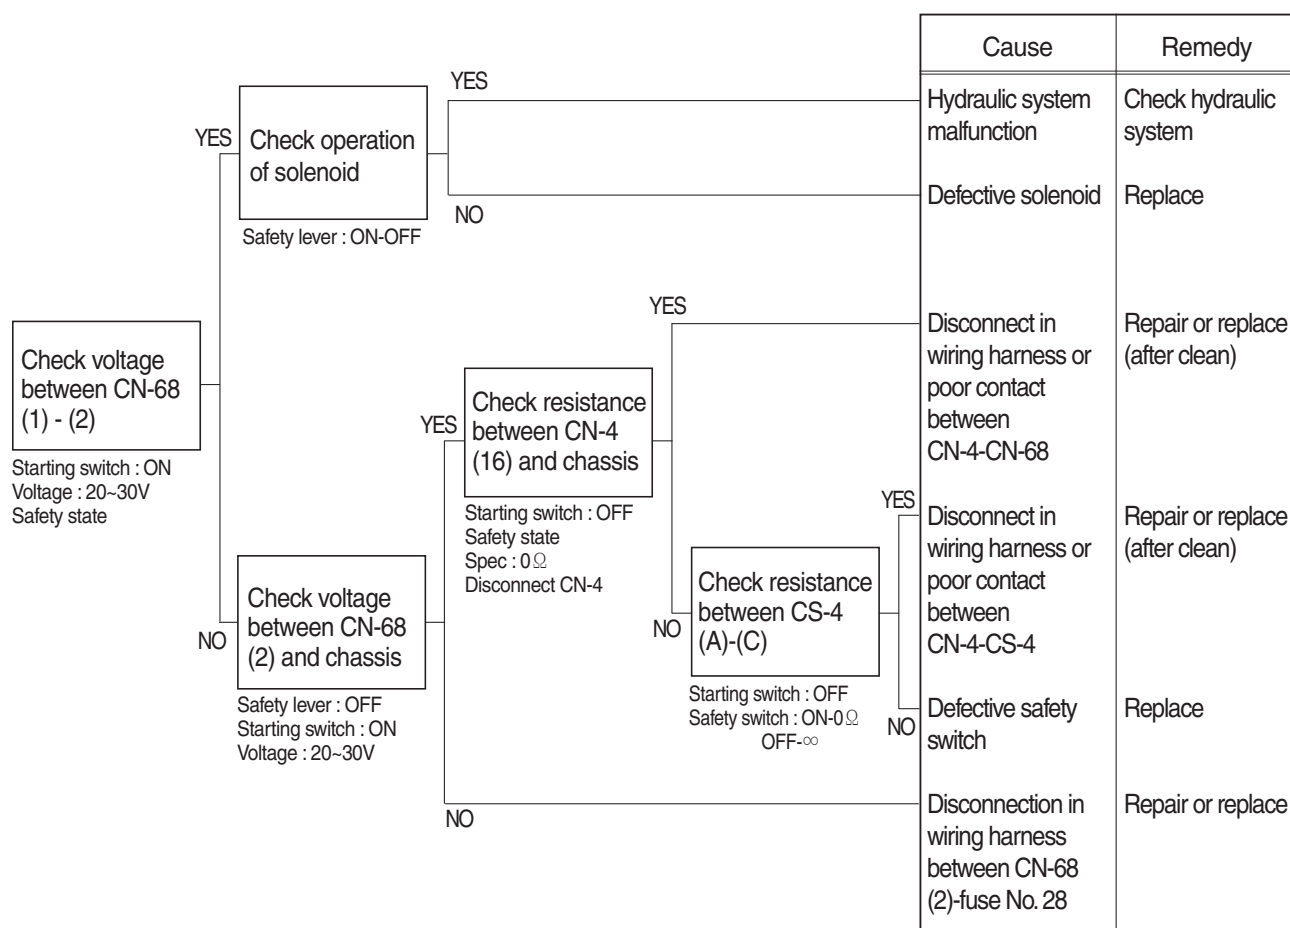 Cause
Remedy
YES
Hydraulic system
malfunction
Check hydraulic
system
YES
Check operation
of solenoid
NO
Defective solenoid
Replace
Safety lever : ON-OFF
YES
Disconnect in
wiring harness or
poor contact
between
CN-4-CN-68
Repair or replace
(after clean)
Check voltage
between CN-68
(1) - (2)
Starting switch : ON
Voltage : 20~30V
Safety state
YES
Check resistance
between CN-4
(16) and chassis
Starting switch : OFF
Safety state
Spec : 0Ω
Disconnect CN-4
YES
Disconnect in
wiring harness or
poor contact
between
CN-4-CS-4
Repair or replace
(after clean)
NO
Check voltage
between CN-68
(2) and chassis
Safety lever : OFF
Starting switch : ON
Voltage : 20~30V
NO
Check resistance
between CS-4
(A)-(C)
Starting switch : OFF
Safety switch : ON-0Ω
OFF-∞
NO
Defective safety
switch
Replace
NO
Disconnection in
wiring harness
between CN-68
(2)-fuse No. 28
Repair or replace